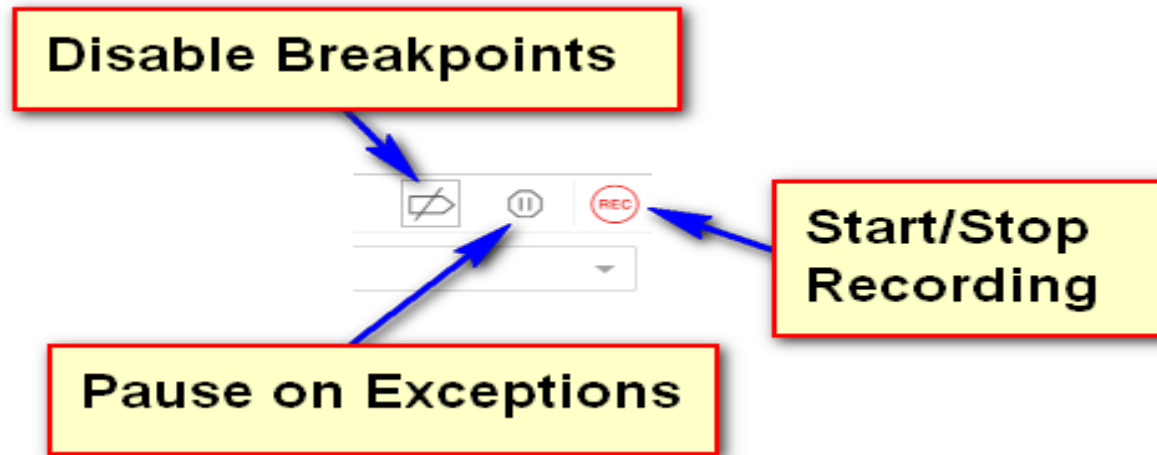 Disable Breakpoints
REC
Start/Stop
Recording
Pause on Exceptions